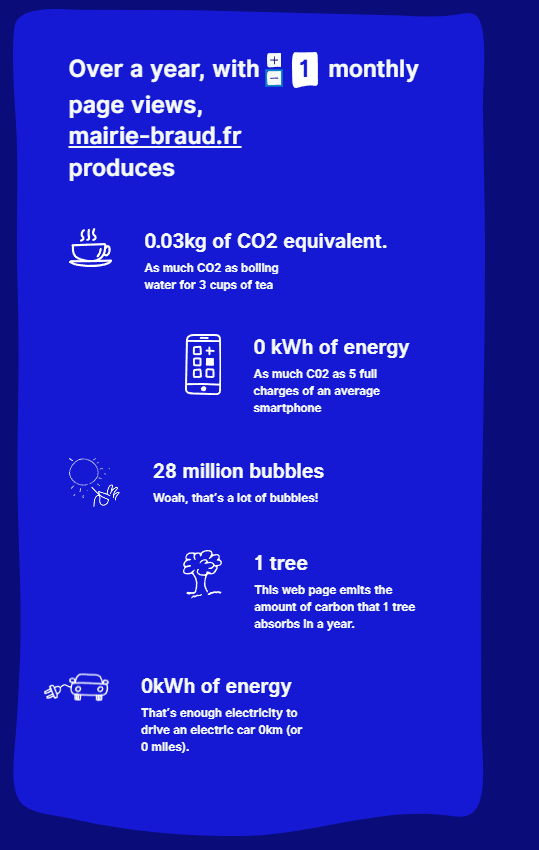 Over a year, with + − 1 monthly
page views,
mairie-braud.fr
produces
0.03kg of CO2 equivalent.
As much CO2 as boiling
water for 3 cups of tea
0 kWh of energy
As much C02 as 5 full
charges of an average
smartphone
28 million bubbles
Woah, that's a lot of bubbles!
1 tree
This web page emits the
amount of carbon that 1 tree
absorbs in a year.
0kWh of energy
That's enough electricity to
drive an electric car 0km (or
0 miles).